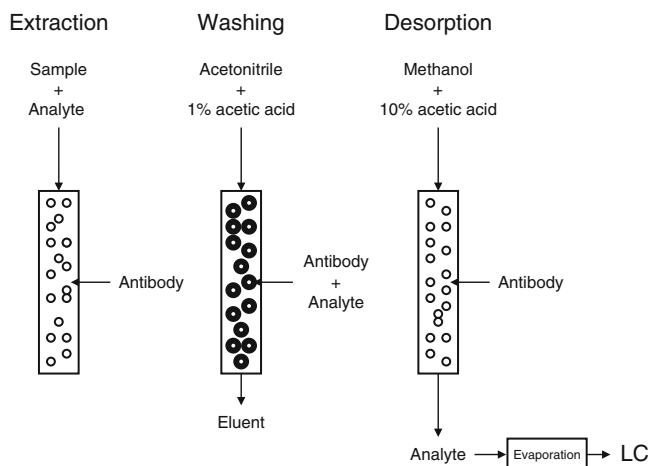 Extraction
Washing
Desorption
Sample
+
Analyte
Acetonitrile
+
1% acetic acid
Methanol
+
10% acetic acid
Antibody
Antibody
+
Analyte
Antibody
Eluent
Analyte
Evaporation
LC